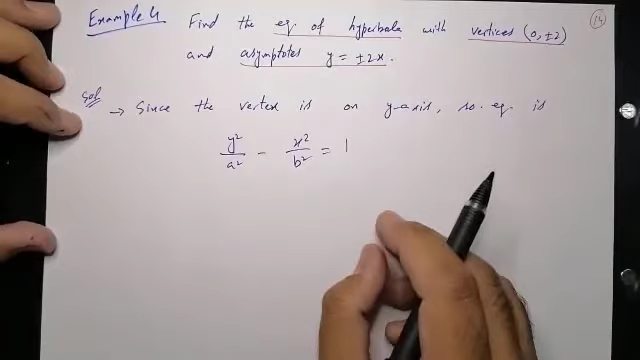 Example 4 Find the eq of hyperbola with vertices (0, ±2)
and asymptotes y = ±2x.
Sol → Since the vertex is on y-axis, so eq. is
y²/a² - x²/b² = 1
14